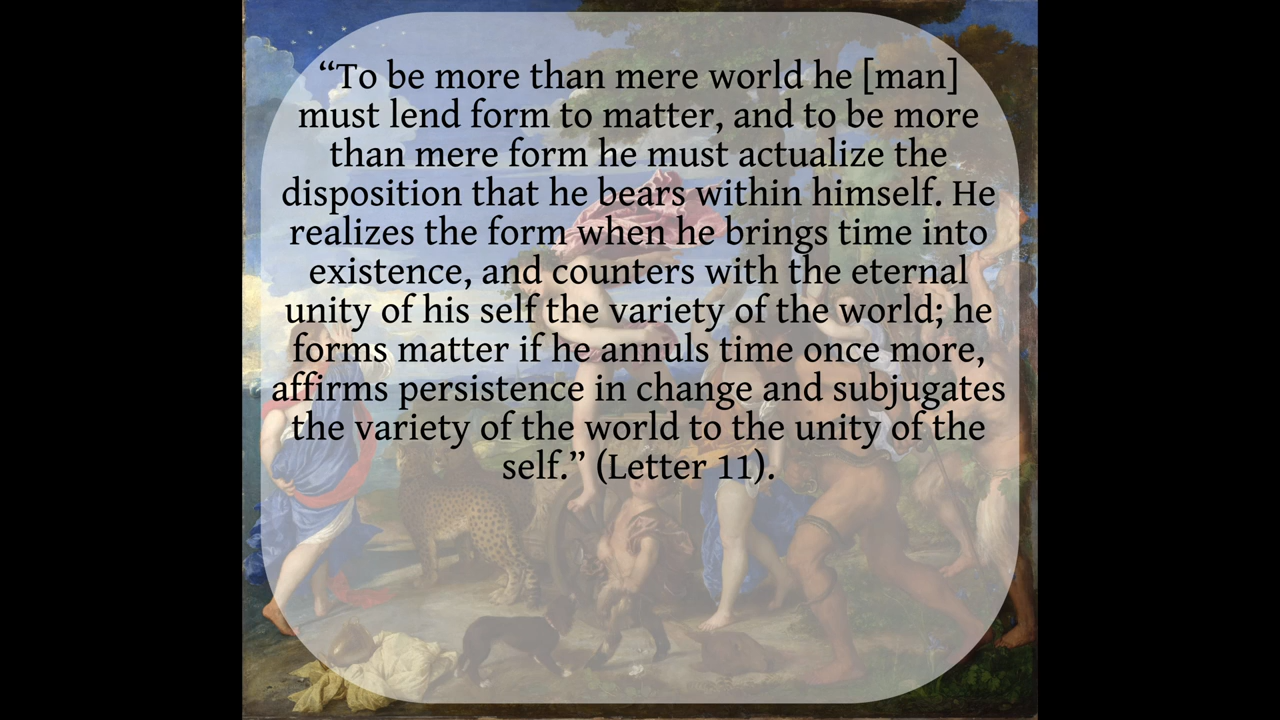 “To be more than mere world he [man]
must lend form to matter, and to be more
than mere form he must actualize the
disposition that he bears within himself. He
realizes the form when he brings time into
existence, and counters with the eternal
unity of his self the variety of the world; he
forms matter if he annuls time once more,
affirms persistence in change and subjugates
the variety of the world to the unity of the
self.” (Letter 11).